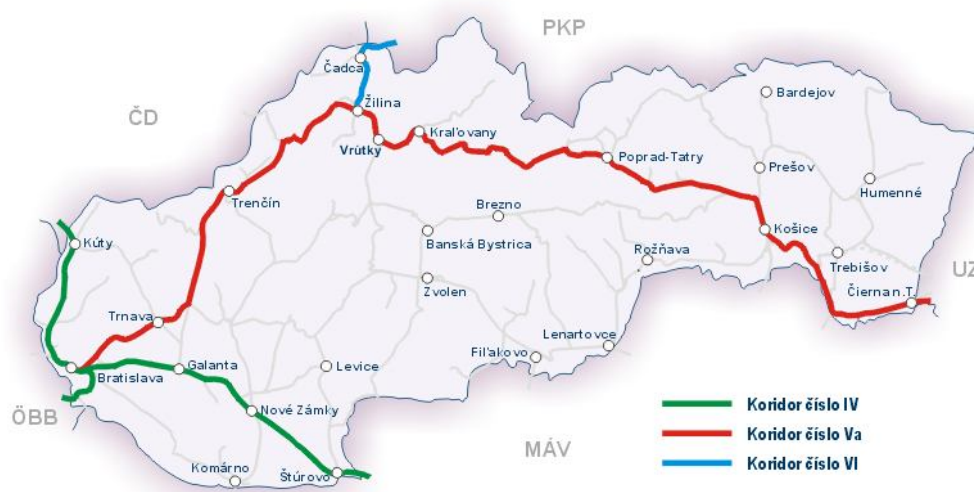 PKP
Čadca
ČD
Žilina
Bardejov
Vrútky
Kraľovany
Poprad-Tatry
Prešov
Humenné
Trenčín
Brezno
Košice
Kúty
Banská Bystrica
Rožňava
Trebišov
UZ
Zvolen
Čierna n.T.
Trnava
Lenartovce
Fiľakovo
Bratislava
Galanta
Levice
ÖBB
Nové Zámky
MÁV
Komárno
Štúrovo
Koridor číslo IV
Koridor číslo Va
Koridor číslo VI